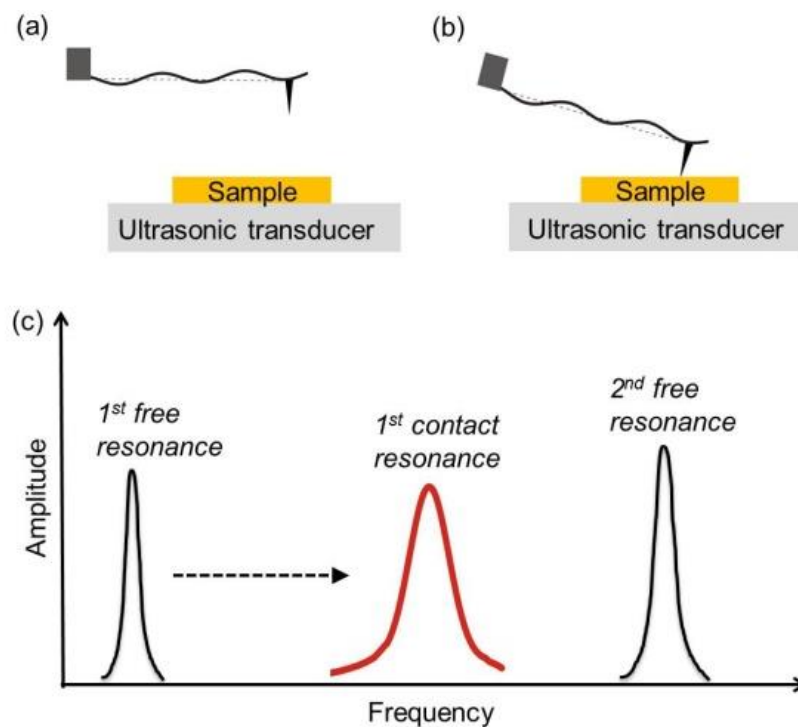 (a)
(b)
Sample
Ultrasonic transducer
Sample
Ultrasonic transducer
(c)
1st free
resonance
1st contact
resonance
2nd free
resonance
Amplitude
Frequency